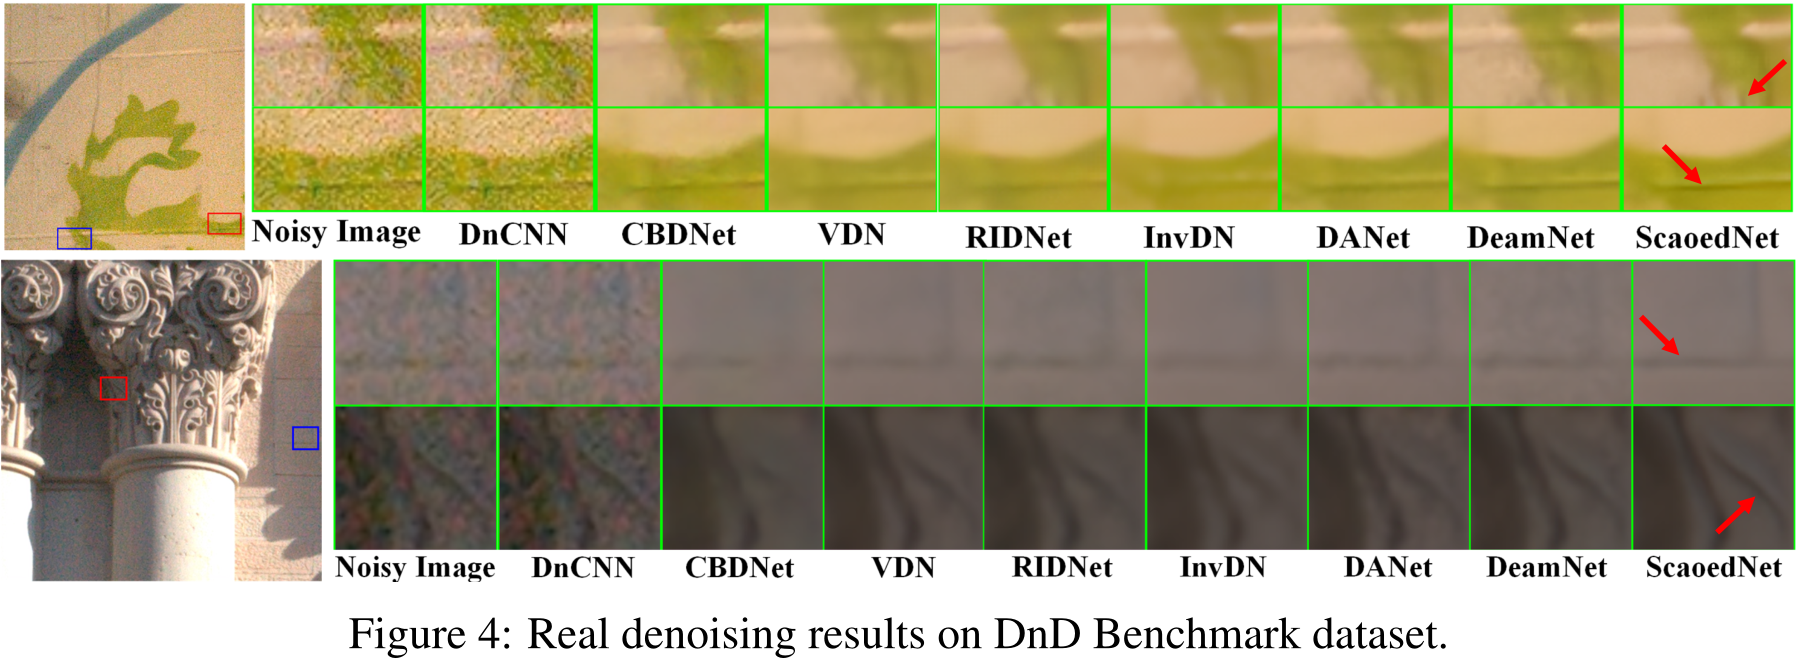 Noisy Image DnCNN CBDNet VDN RIDNet InvDN DANet DeamNet ScaoedNet
Noisy Image DnCNN CBDNet VDN RIDNet InvDN DANet DeamNet ScaoedNet
Figure 4: Real denoising results on DnD Benchmark dataset.